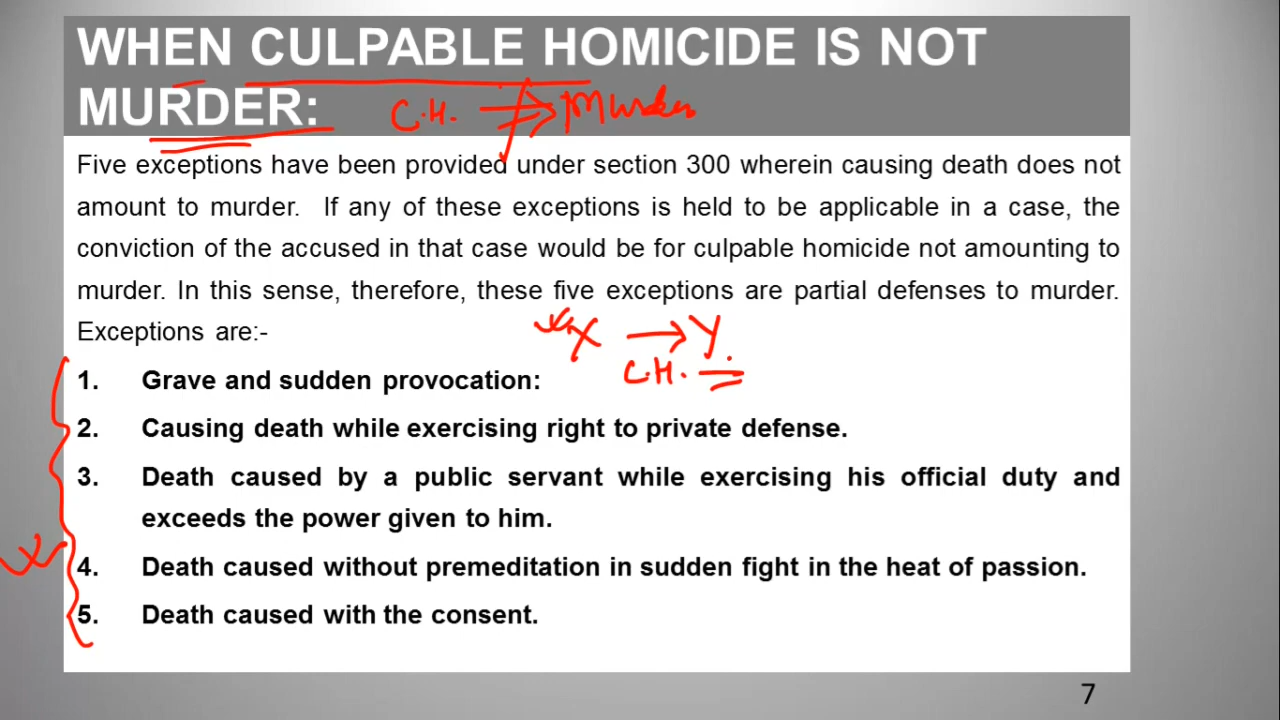 WHEN CULPABLE HOMICIDE IS NOT
MURDER:
C.H. Murder
Five exceptions have been provided under section 300 wherein causing death does not
amount to murder. If any of these exceptions is held to be applicable in a case, the
conviction of the accused in that case would be for culpable homicide not amounting to
murder. In this sense, therefore, these five exceptions are partial defenses to murder.
Exceptions are:-
X → Y.
C.H.
1. Grave and sudden provocation:
2. Causing death while exercising right to private defense.
3. Death caused by a public servant while exercising his official duty and
exceeds the power given to him.
4. Death caused without premeditation in sudden fight in the heat of passion.
5. Death caused with the consent.
7